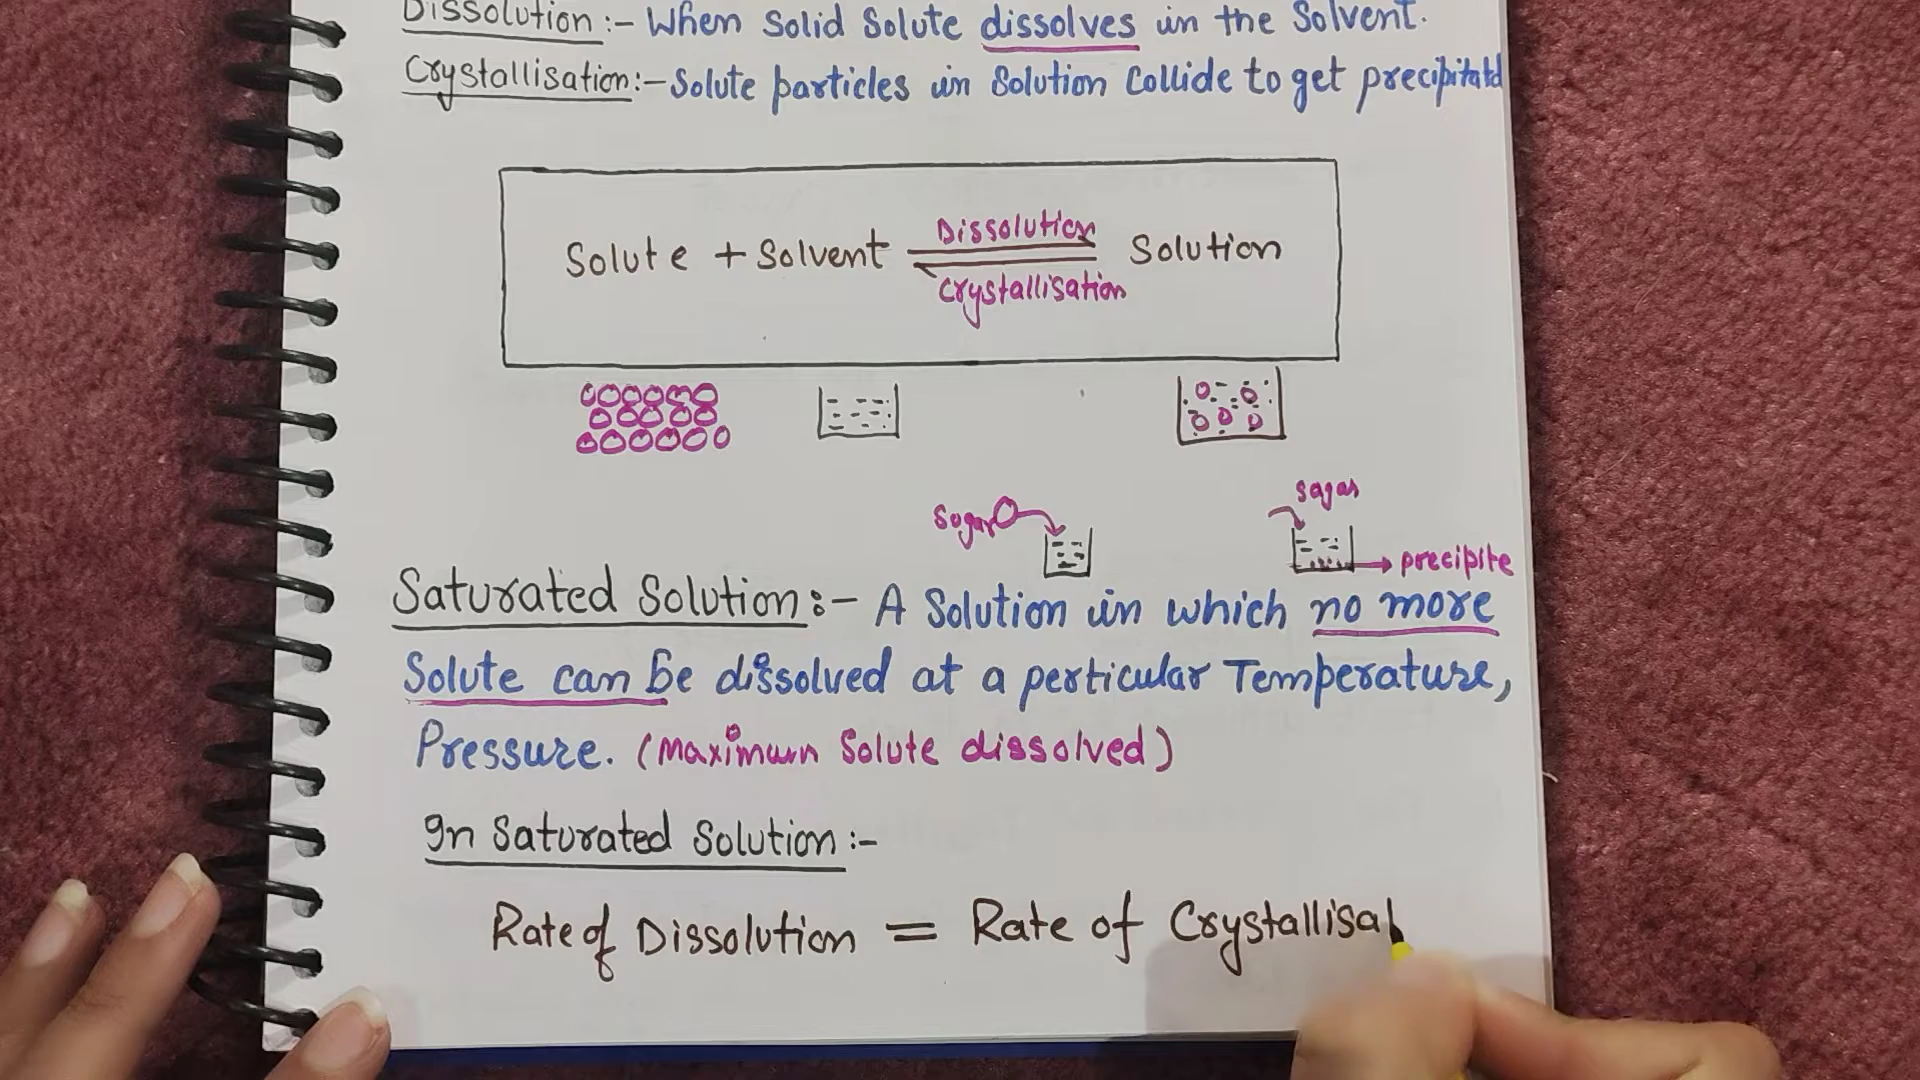 Dissolution :- When Solid Solute dissolves in the Solvent.
Crystallisation :- Solute particles in Solution Collide to get precipitatd
Dissolution
Solute + Solvent ⇌ Solution
Crystallisation
Sugar
Sugar
precipite
Saturated Solution :- A Solution in which no more
Solute can be dissolved at a perticular Temperature,
Pressure. (Maximum Solute dissolved)
In Saturated Solution :-
Rate of Dissolution = Rate of Crystallisat